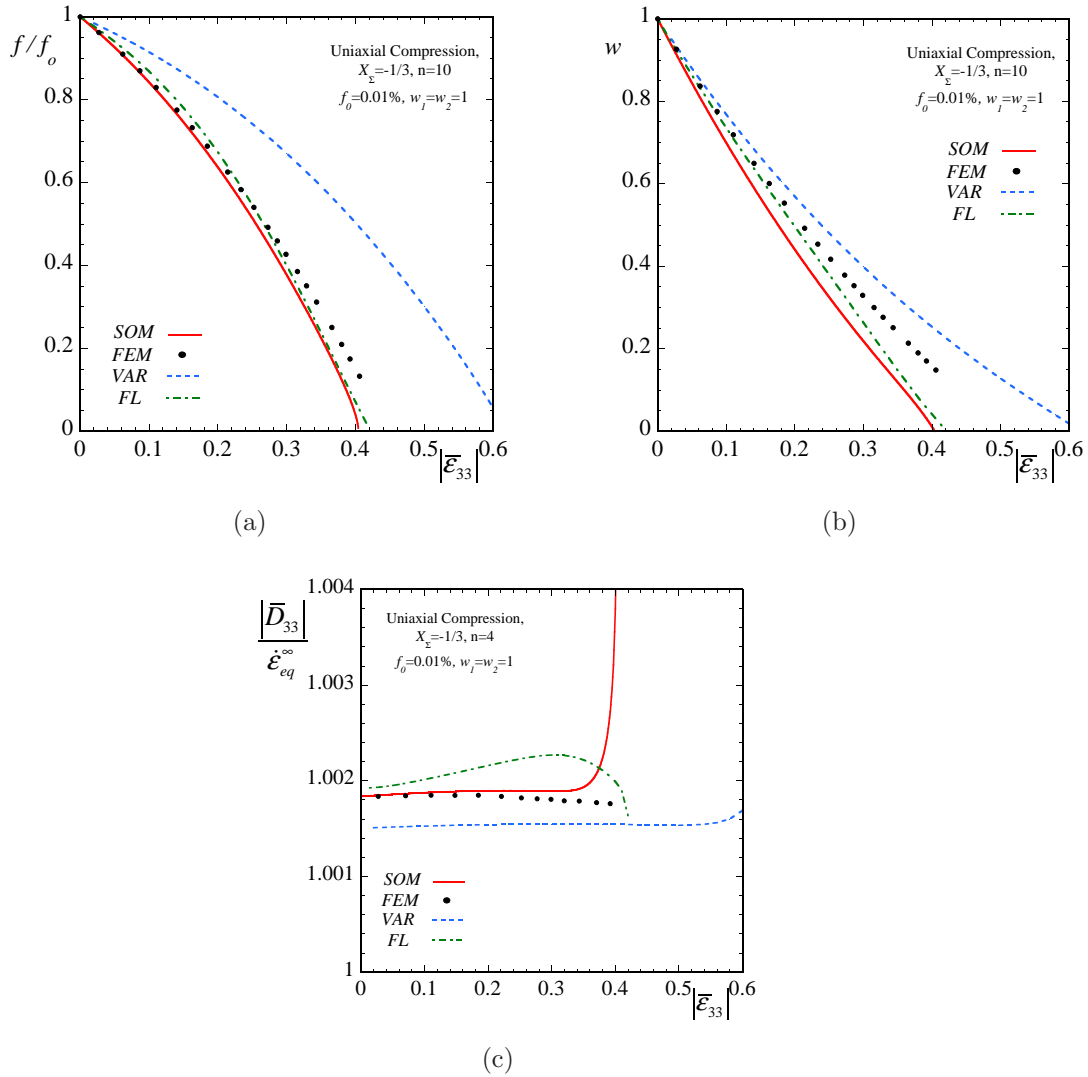 f/f_o
1
0.8
0.6
0.4
0.2
0
Uniaxial Compression,
X_Σ=-1/3, n=10
f_0=0.01%, w_1=w_2=1
SOM
FEM
VAR
FL
0 0.1 0.2 0.3 0.4 0.5 0.6
|ε̅_33|
(a)
w
1
0.8
0.6
0.4
0.2
0
Uniaxial Compression,
X_Σ=-1/3, n=10
f_0=0.01%, w_1=w_2=1
SOM
FEM
VAR
FL
0 0.1 0.2 0.3 0.4 0.5 0.6
|ε̅_33|
(b)
|D̅_33|
ε̇_eq^∞
1.004
1.003
1.002
1.001
1
Uniaxial Compression,
X_Σ=-1/3, n=4
f_0=0.01%, w_1=w_2=1
SOM
FEM
VAR
FL
0 0.1 0.2 0.3 0.4 0.5 0.6
|ε̅_33|
(c)